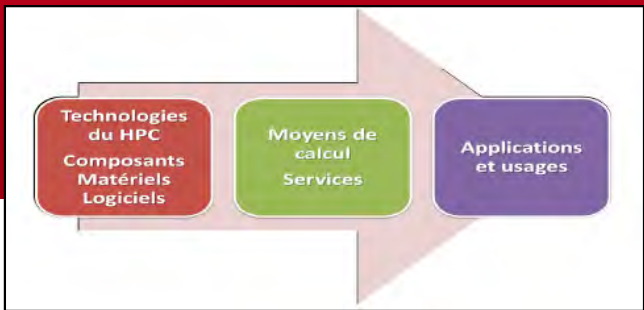 Technologies
du HPC
Composants
Matériels
Logiciels
Moyens de
calcul
Services
Applications
et usages